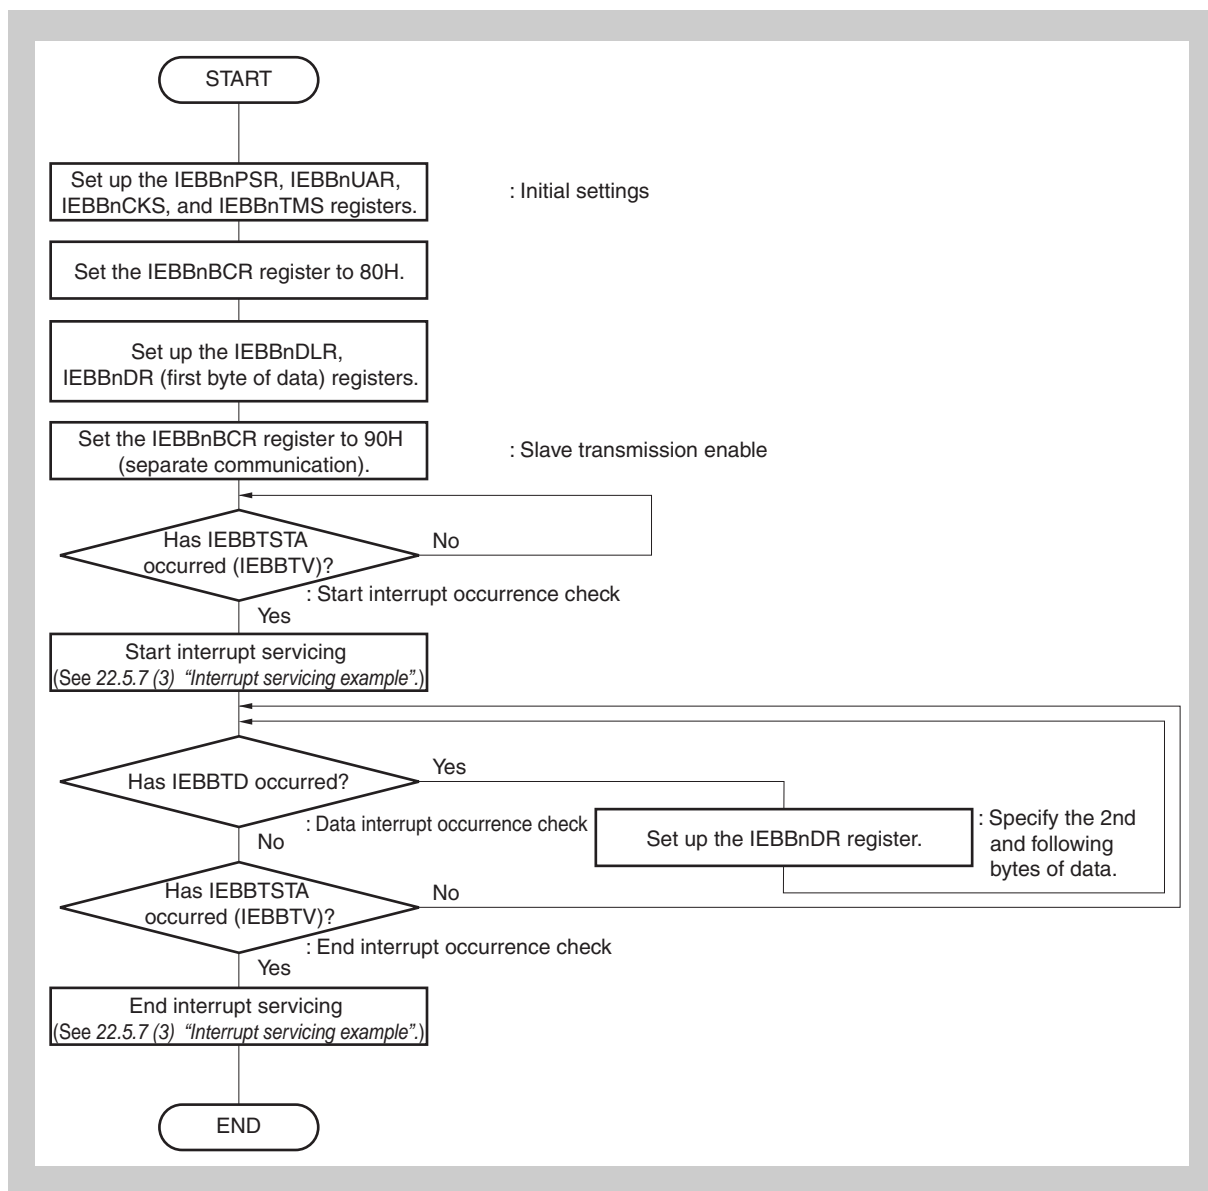 START
Set up the IEBBnPSR, IEBBnUAR,
IEBBnCKS, and IEBBnTMS registers.
: Initial settings
Set the IEBBnBCR register to 80H.
Set up the IEBBnDLR,
IEBBnDR (first byte of data) registers.
Set the IEBBnBCR register to 90H
(separate communication).
: Slave transmission enable
Has IEBBTSTA
occurred (IEBBTV)?
No
: Start interrupt occurrence check
Yes
Start interrupt servicing
(See 22.5.7 (3) “Interrupt servicing example”.)
Has IEBBTD occurred?
Yes
: Data interrupt occurrence check
No
Set up the IEBBnDR register.
: Specify the 2nd
and following
bytes of data.
Has IEBBTSTA
occurred (IEBBTV)?
No
: End interrupt occurrence check
Yes
End interrupt servicing
(See 22.5.7 (3) “Interrupt servicing example”.)
END